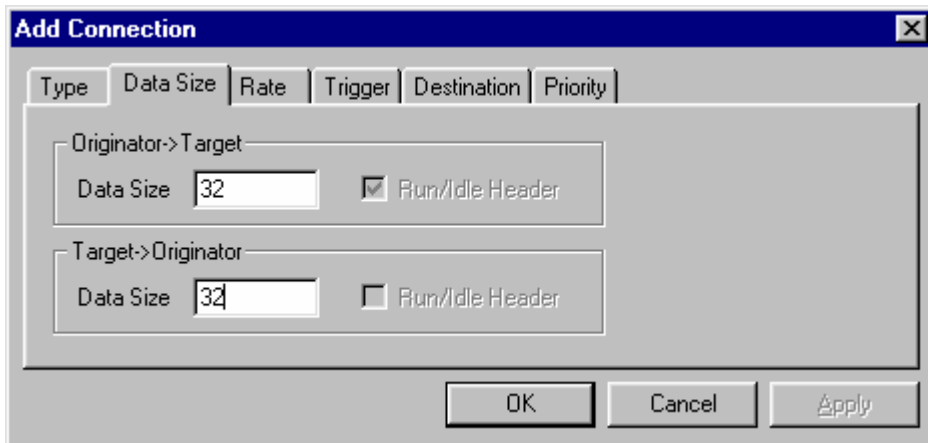 Add Connection
Type Data Size Rate Trigger Destination Priority
Originator->Target
Data Size 32 Run/Idle Header
Target->Originator
Data Size 32 Run/Idle Header
OK Cancel Apply